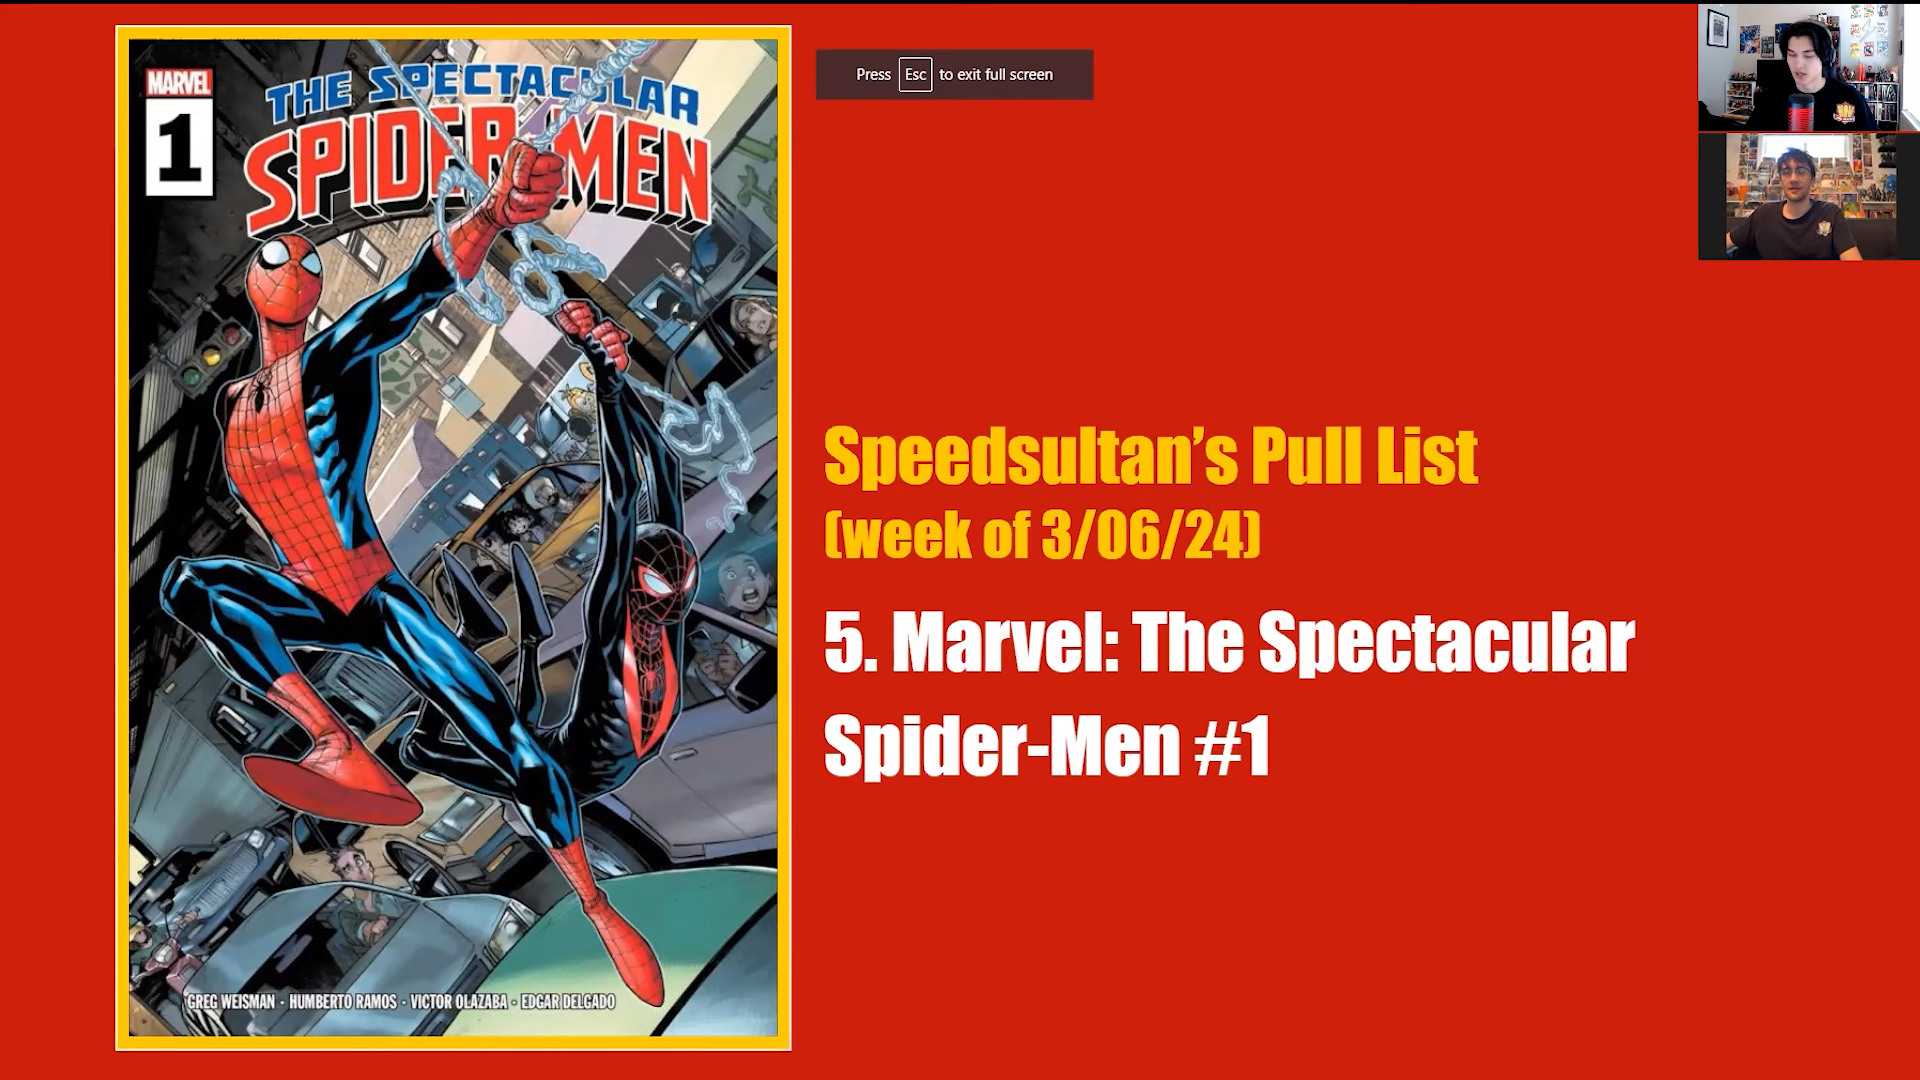 MARVEL
1
THE SPECTACULAR
SPIDER-MEN
GREG WEISMAN · HUMBERTO RAMOS · VICTOR OLAZABA · EDGAR DELGADO
Press Esc to exit full screen
Speedsultan’s Pull List
(week of 3/06/24)
5. Marvel: The Spectacular
Spider-Men #1